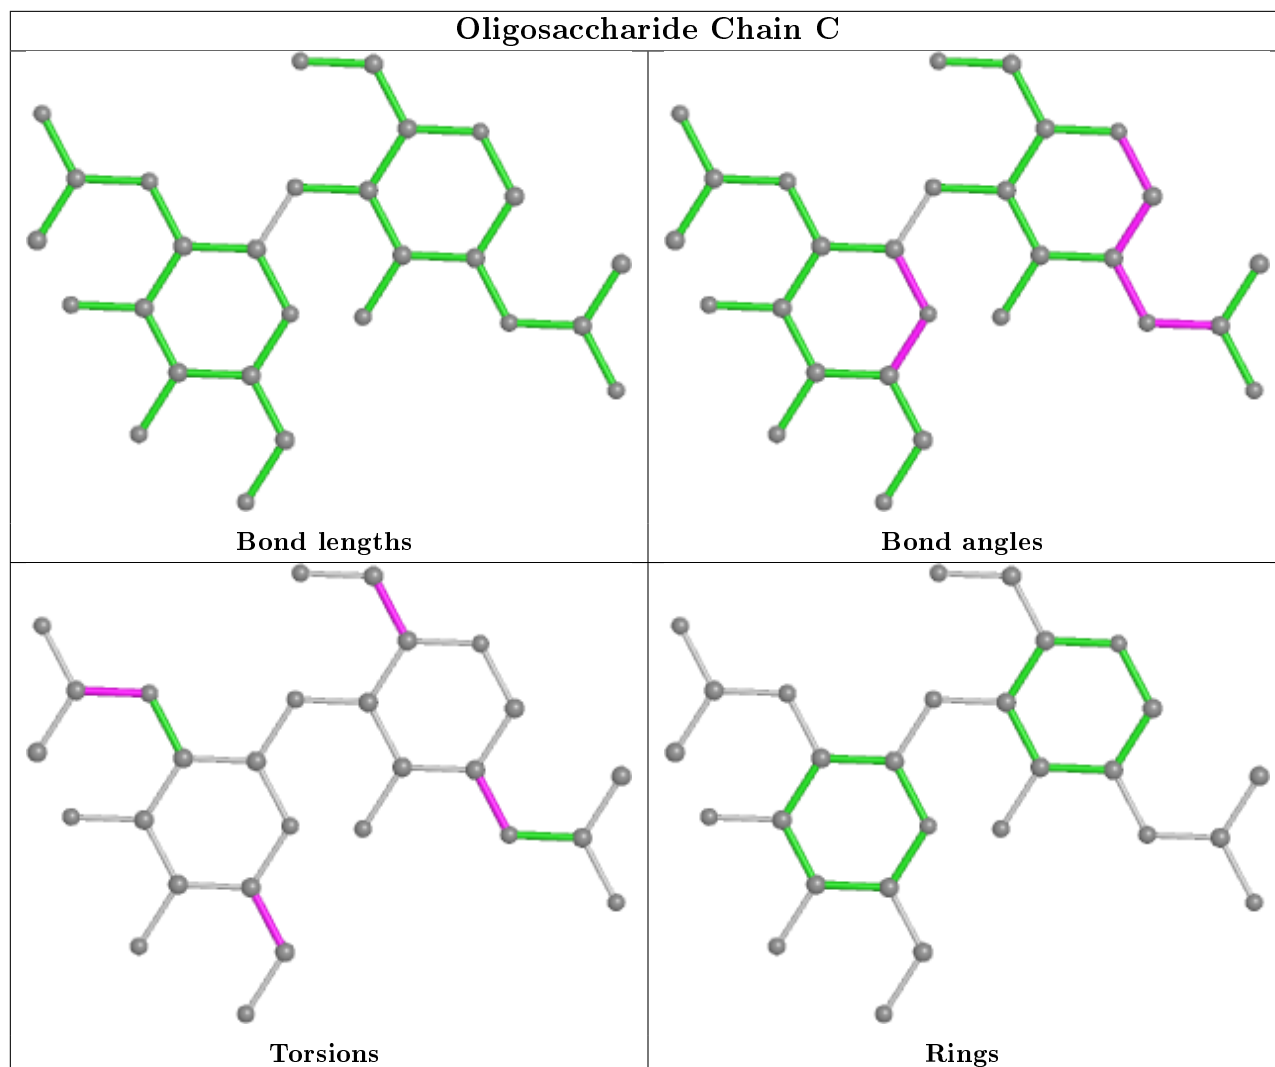 Oligosaccharide Chain C
Bond lengths
Bond angles
Torsions
Rings